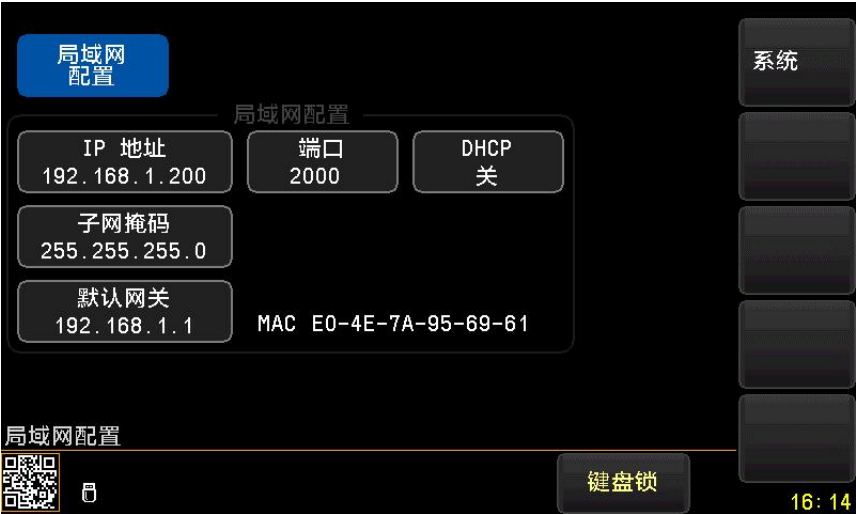 局域网
配置
系统
局域网配置
IP 地址
192.168.1.200
端口
2000
DHCP
关
子网掩码
255.255.255.0
默认网关
192.168.1.1
MAC E0-4E-7A-95-69-61
局域网配置
键盘锁
16:14